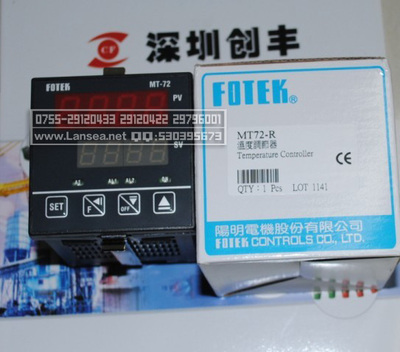 CF 深圳创丰
FOTEK
MT-72
PV
0755-29120433 29120422 29796001
www.Lansea.net QQ:530395673
SV
SET
F
OFF
FOTEK®
MT72-R
溫度調節器
Temperature Controller
CE
QTY: 1 Pcs LOT 1141
陽明電機股份有限公司
FOTEK CONTROLS CO., LTD.